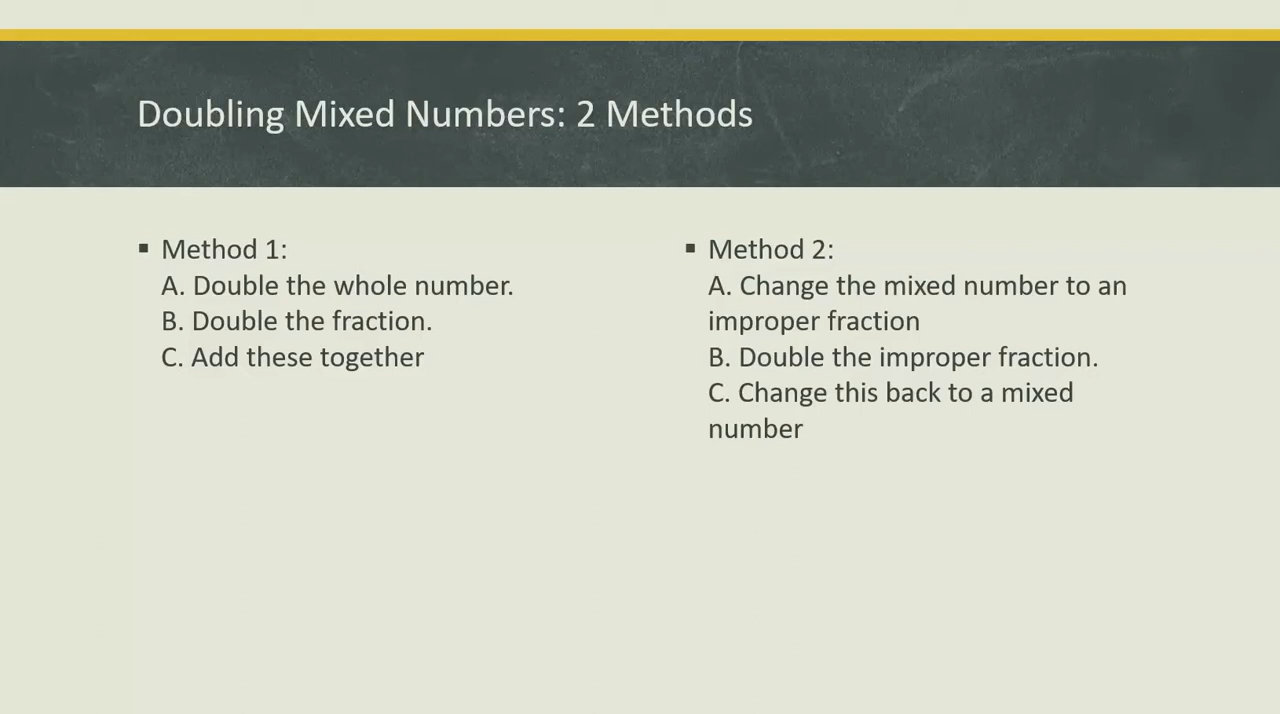 Doubling Mixed Numbers: 2 Methods
▪ Method 1:
A. Double the whole number.
B. Double the fraction.
C. Add these together
▪ Method 2:
A. Change the mixed number to an
improper fraction
B. Double the improper fraction.
C. Change this back to a mixed
number